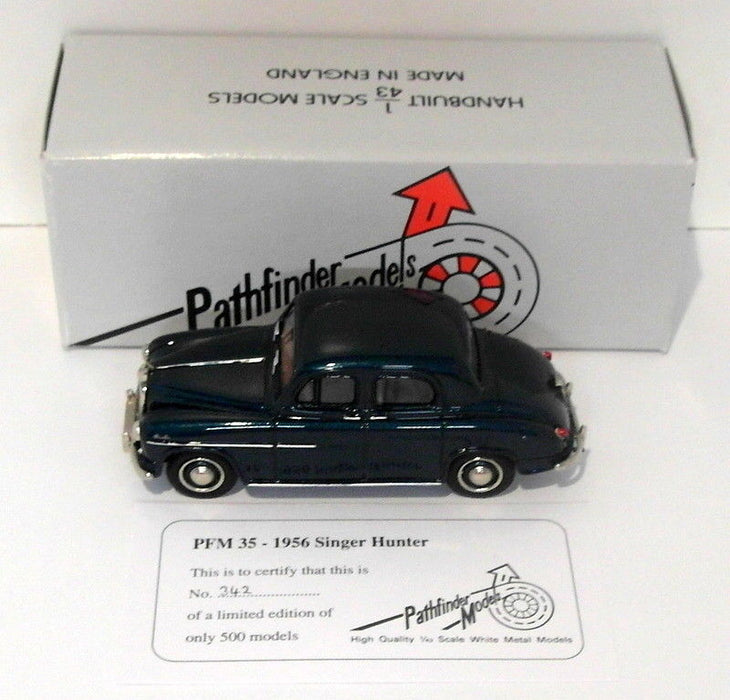 HANDBUILT 1/43 SCALE MODELS
MADE IN ENGLAND
Pathfinder
odels
PFM 35 - 1956 Singer Hunter
This is to certify that this is
No. 342
of a limited edition of
only 500 models
Pathfinder
Models
High Quality 1/43 Scale White Metal Models